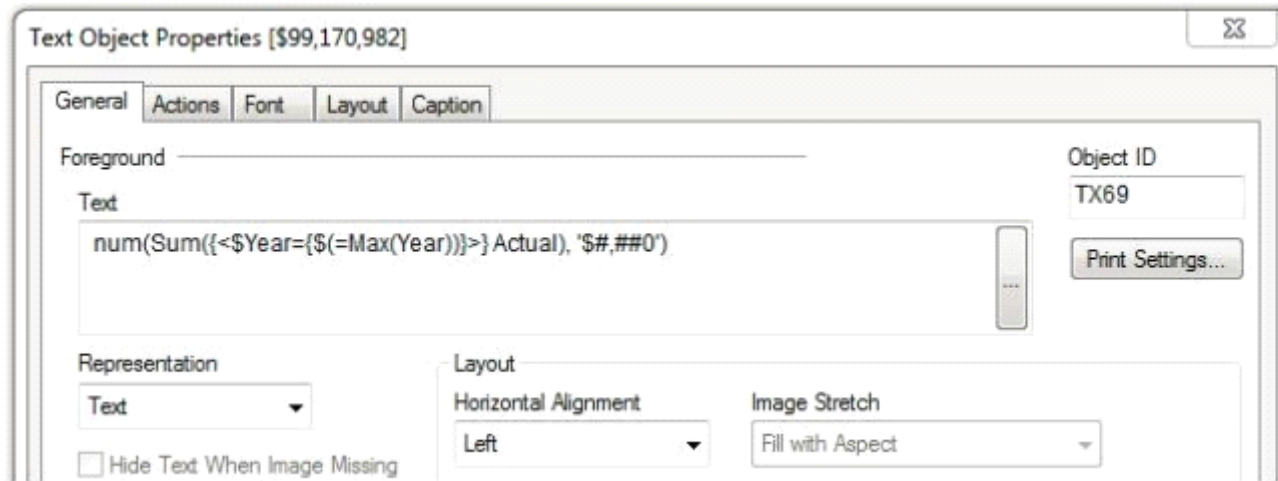 Text Object Properties [$99,170,982]
General Actions Font Layout Caption
Foreground
Object ID
Text
TX69
num(Sum({<$Year={$(=Max(Year))}>} Actual), '$#,##0')
Print Settings...
...
Representation
Layout
Text
Horizontal Alignment
Image Stretch
Left
Fill with Aspect
Hide Text When Image Missing